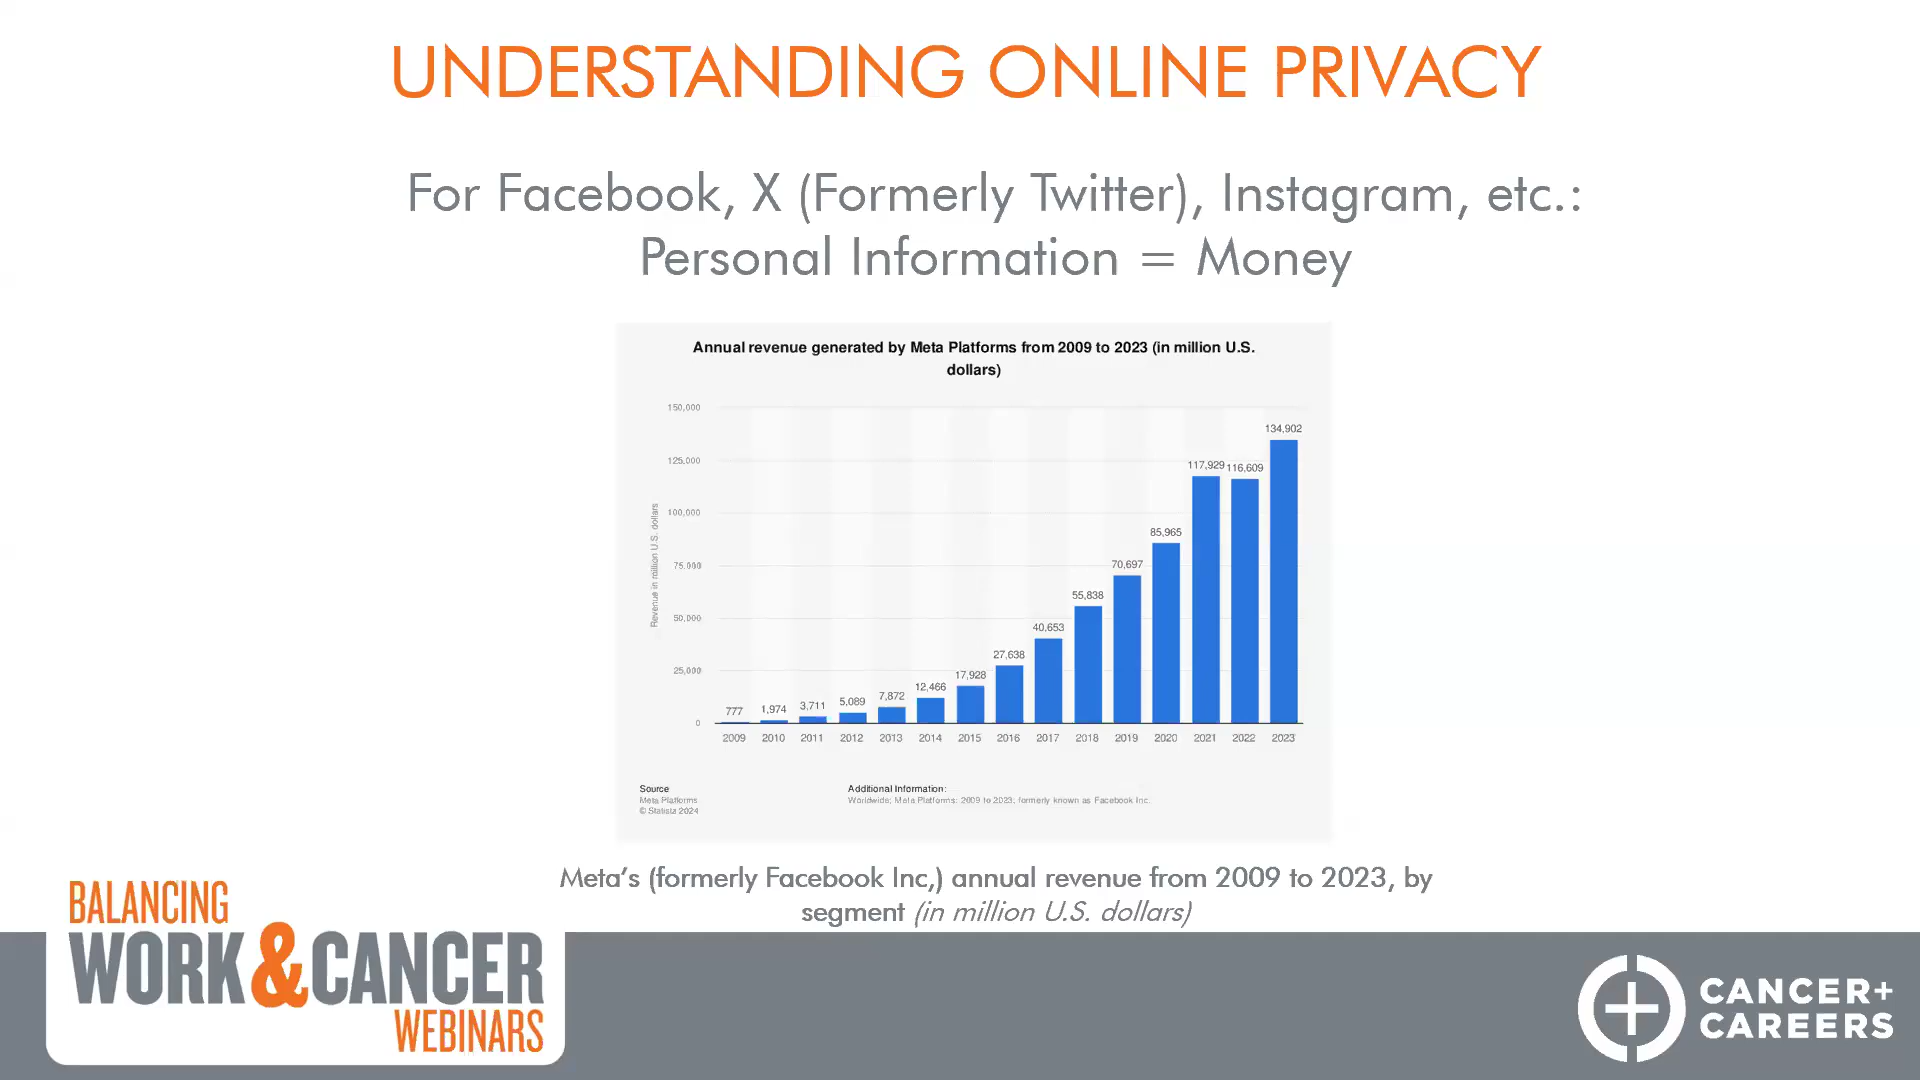 UNDERSTANDING ONLINE PRIVACY
For Facebook, X (Formerly Twitter), Instagram, etc.:
Personal Information = Money
Annual revenue generated by Meta Platforms from 2009 to 2023 (in million U.S.
dollars)
Revenue in million U.S. dollars
150,000
125,000
100,000
75,000
50,000
25,000
0
777
1,974
3,711
5,089
7,872
12,466
17,928
27,638
40,653
55,838
70,697
85,965
117,929
116,609
134,902
2009 2010 2011 2012 2013 2014 2015 2016 2017 2018 2019 2020 2021 2022 2023
Source
Meta Platforms
© Statista 2024
Additional Information:
Worldwide; Meta Platforms; 2009 to 2023; formerly known as Facebook Inc.
Meta's (formerly Facebook Inc,) annual revenue from 2009 to 2023, by
segment (in million U.S. dollars)
BALANCING
WORK&CANCER
WEBINARS
CANCER+
CAREERS